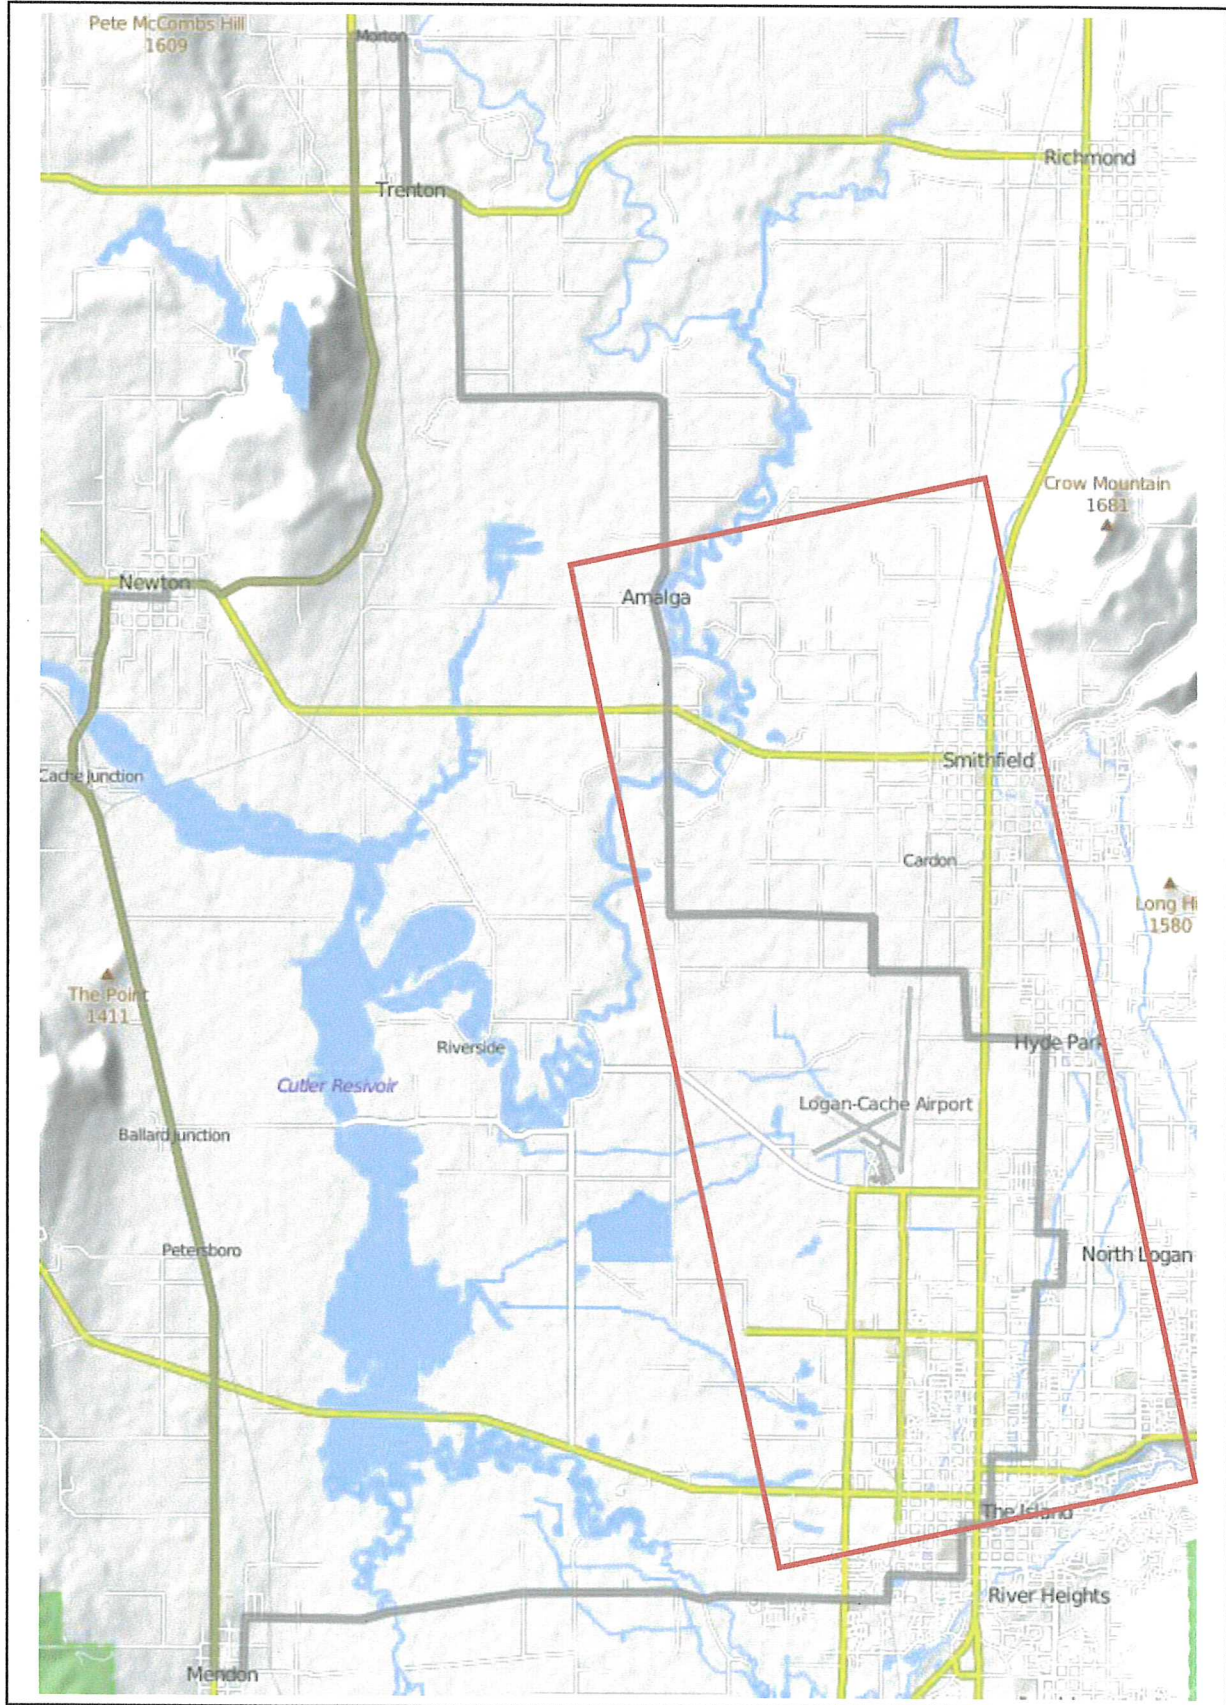 Pete McCombs Hill
1609
Morton
Richmond
Trenton
Crow Mountain
1681
Newton
Amalga
Smithfield
Cache Junction
Cardon
Long Hi
1580
The Point
1411
Hyde Park
Riverside
Cutler Resivoir
Logan-Cache Airport
Ballard Junction
Petersboro
North Logan
The Island
River Heights
Mendon